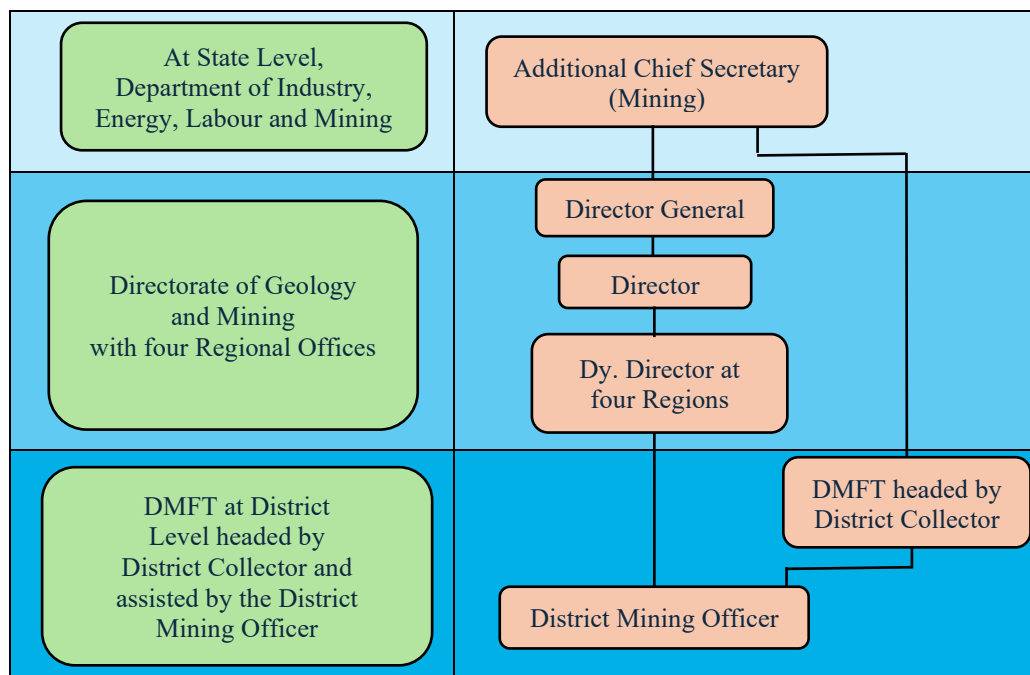 At State Level,
Department of Industry,
Energy, Labour and Mining
Additional Chief Secretary
(Mining)
Directorate of Geology
and Mining
with four Regional Offices
Director General
Director
Dy. Director at
four Regions
DMFT at District
Level headed by
District Collector and
assisted by the District
Mining Officer
DMFT headed by
District Collector
District Mining Officer